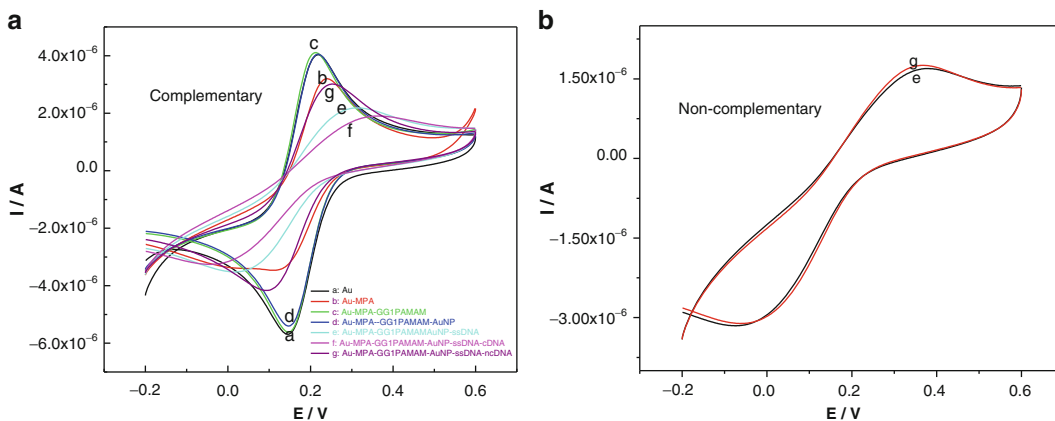 a
c
4.0x10⁻⁶
Complementary
b
g
2.0x10⁻⁶
e
f
0.0
I / A
−2.0x10⁻⁶
−4.0x10⁻⁶
d
a
−6.0x10⁻⁶
a: Au
b: Au-MPA
c: Au-MPA-GG1PAMAM
d: Au-MPA--GG1PAMAM-AuNP
e: Au-MPA-GG1PAMAMAuNP-ssDNA
f: Au-MPA-GG1PAMAM-AuNP-ssDNA-cDNA
g: Au-MPA-GG1PAMAM-AuNP-ssDNA-ncDNA
−0.2 0.0 0.2 0.4 0.6
E / V
b
g
e
1.50x10⁻⁶
Non-complementary
0.00
I / A
−1.50x10⁻⁶
−3.00x10⁻⁶
−0.2 0.0 0.2 0.4 0.6
E / V